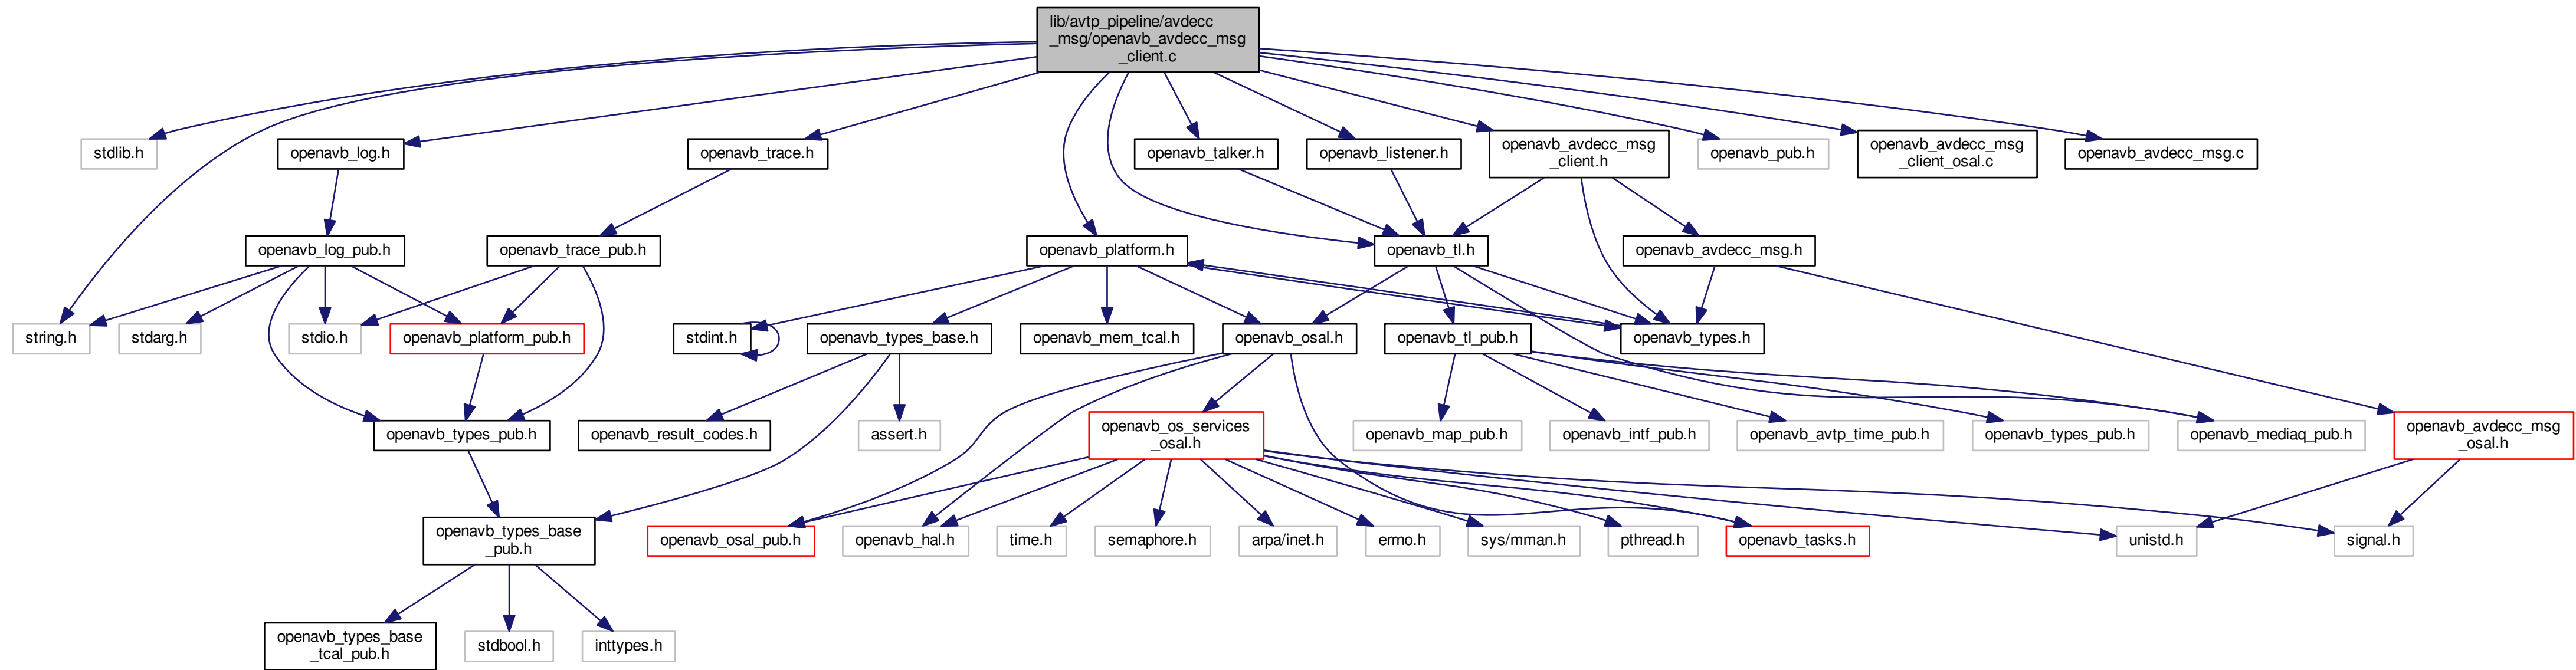 lib/avtp_pipeline/avdecc
_msg/openavb_avdecc_msg
_client.c
stdlib.h
openavb_log.h
openavb_trace.h
openavb_talker.h
openavb_listener.h
openavb_avdecc_msg
_client.h
openavb_pub.h
openavb_avdecc_msg
_client_osal.c
openavb_avdecc_msg.c
openavb_log_pub.h
openavb_trace_pub.h
openavb_platform.h
openavb_tl.h
openavb_avdecc_msg.h
string.h
stdarg.h
stdio.h
openavb_platform_pub.h
stdint.h
openavb_types_base.h
openavb_mem_tcal.h
openavb_osal.h
openavb_tl_pub.h
openavb_types.h
openavb_types_pub.h
openavb_result_codes.h
assert.h
openavb_os_services
_osal.h
openavb_map_pub.h
openavb_intf_pub.h
openavb_avtp_time_pub.h
openavb_types_pub.h
openavb_mediaq_pub.h
openavb_avdecc_msg
_osal.h
openavb_types_base
_pub.h
openavb_osal_pub.h
openavb_hal.h
time.h
semaphore.h
arpa/inet.h
errno.h
sys/mman.h
pthread.h
openavb_tasks.h
unistd.h
signal.h
openavb_types_base
_tcal_pub.h
stdbool.h
inttypes.h